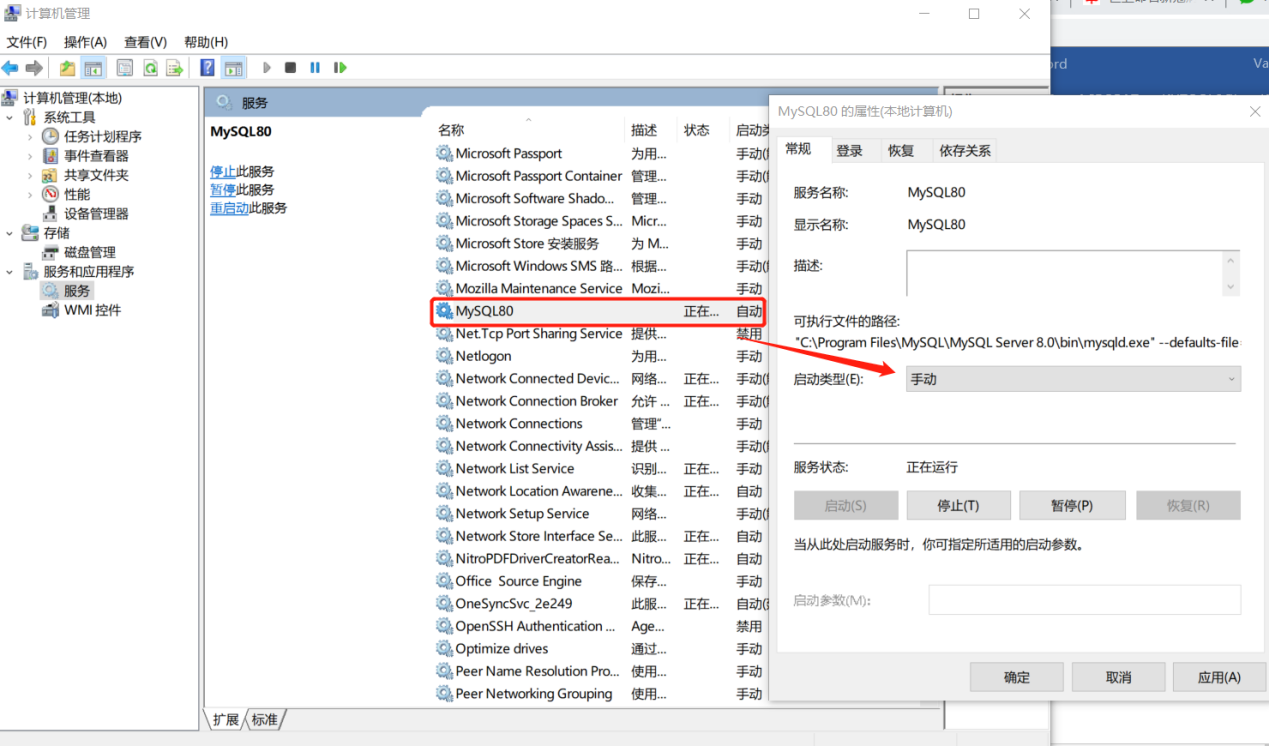 计算机管理
文件(F) 操作(A) 查看(V) 帮助(H)
计算机管理(本地)
系统工具
任务计划程序
事件查看器
共享文件夹
性能
设备管理器
存储
磁盘管理
服务和应用程序
服务
WMI 控件
服务
MySQL80
停止此服务
暂停此服务
重启动此服务
名称 描述 状态 启动类
Microsoft Passport 为用... 手动(
Microsoft Passport Container 管理... 手动(
Microsoft Software Shado... 管理... 手动
Microsoft Storage Spaces S... Micr... 手动
Microsoft Store 安装服务 为 M... 手动
Microsoft Windows SMS 路... 根据... 手动(
Mozilla Maintenance Service Mozi... 手动
MySQL80 正在... 自动
Net.Tcp Port Sharing Service 提供... 禁用
Netlogon 为用... 手动
Network Connected Devic... 网络... 正在... 手动(
Network Connection Broker 允许 ... 正在... 手动(
Network Connections 管理"... 手动
Network Connectivity Assis... 提供 ... 手动(
Network List Service 识别... 正在... 手动
Network Location Awarene... 收集... 正在... 自动
Network Setup Service 网络... 手动(
Network Store Interface Se... 此服... 正在... 自动
NitroPDFDriverCreatorRea... Nitro... 正在... 自动
Office  Source Engine 保存... 手动
OneSyncSvc_2e249 此服... 正在... 自动(
OpenSSH Authentication ... Age... 禁用
Optimize drives 通过... 手动
Peer Name Resolution Pro... 使用... 手动
Peer Networking Grouping 使用... 手动
扩展 标准
ord Va
MySQL80 的属性(本地计算机)
常规 登录 恢复 依存关系
服务名称: MySQL80
显示名称: MySQL80
描述:
可执行文件的路径:
"C:\Program Files\MySQL\MySQL Server 8.0\bin\mysqld.exe" --defaults-file
启动类型(E): 手动
服务状态: 正在运行
启动(S) 停止(T) 暂停(P) 恢复(R)
当从此处启动服务时，你可指定所适用的启动参数。
启动参数(M):
确定 取消 应用(A)